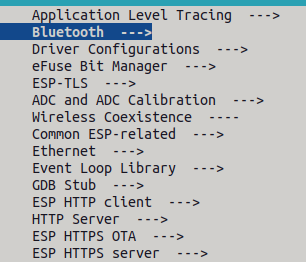 Application Level Tracing  --->
Bluetooth  --->
Driver Configurations  --->
eFuse Bit Manager  --->
ESP-TLS  --->
ADC and ADC Calibration  --->
Wireless Coexistence  ----
Common ESP-related  --->
Ethernet  --->
Event Loop Library  --->
GDB Stub  --->
ESP HTTP client  --->
HTTP Server  --->
ESP HTTPS OTA  --->
ESP HTTPS server  --->